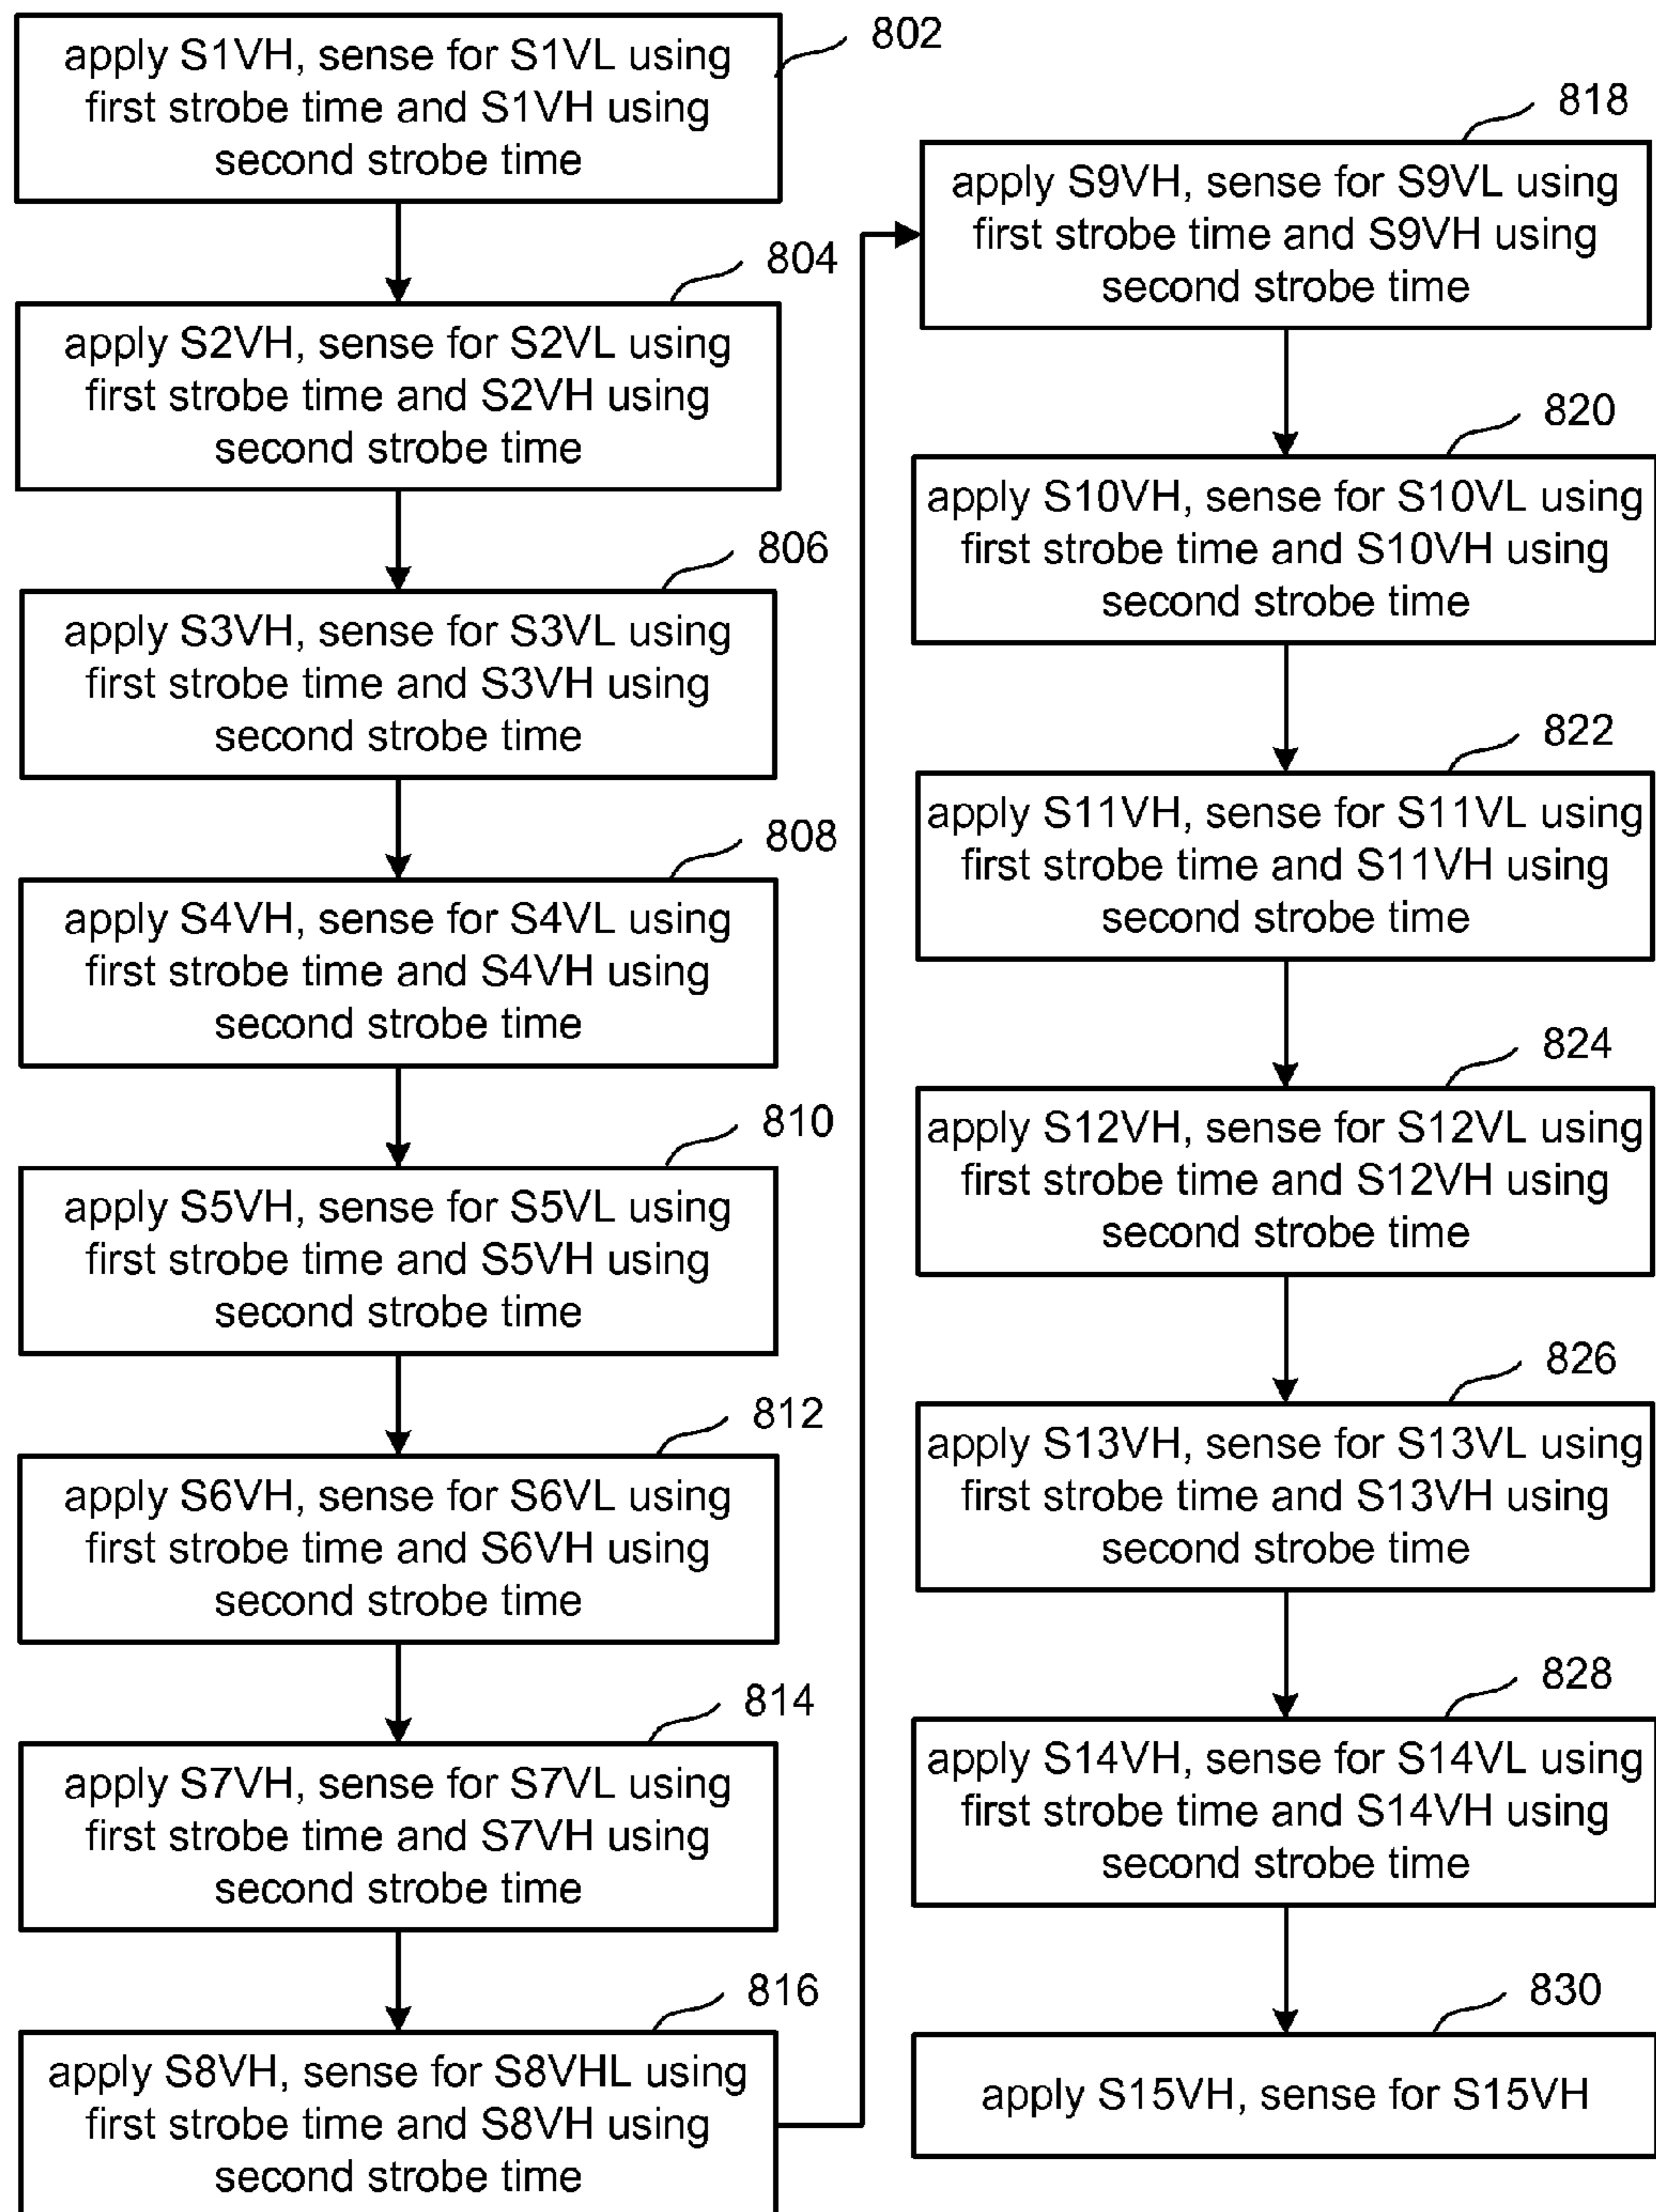 802
apply S1VH, sense for S1VL using
first strobe time and S1VH using
second strobe time
804
apply S2VH, sense for S2VL using
first strobe time and S2VH using
second strobe time
806
apply S3VH, sense for S3VL using
first strobe time and S3VH using
second strobe time
808
apply S4VH, sense for S4VL using
first strobe time and S4VH using
second strobe time
810
apply S5VH, sense for S5VL using
first strobe time and S5VH using
second strobe time
812
apply S6VH, sense for S6VL using
first strobe time and S6VH using
second strobe time
814
apply S7VH, sense for S7VL using
first strobe time and S7VH using
second strobe time
816
apply S8VH, sense for S8VHL using
first strobe time and S8VH using
second strobe time
818
apply S9VH, sense for S9VL using
first strobe time and S9VH using
second strobe time
820
apply S10VH, sense for S10VL using
first strobe time and S10VH using
second strobe time
822
apply S11VH, sense for S11VL using
first strobe time and S11VH using
second strobe time
824
apply S12VH, sense for S12VL using
first strobe time and S12VH using
second strobe time
826
apply S13VH, sense for S13VL using
first strobe time and S13VH using
second strobe time
828
apply S14VH, sense for S14VL using
first strobe time and S14VH using
second strobe time
830
apply S15VH, sense for S15VH